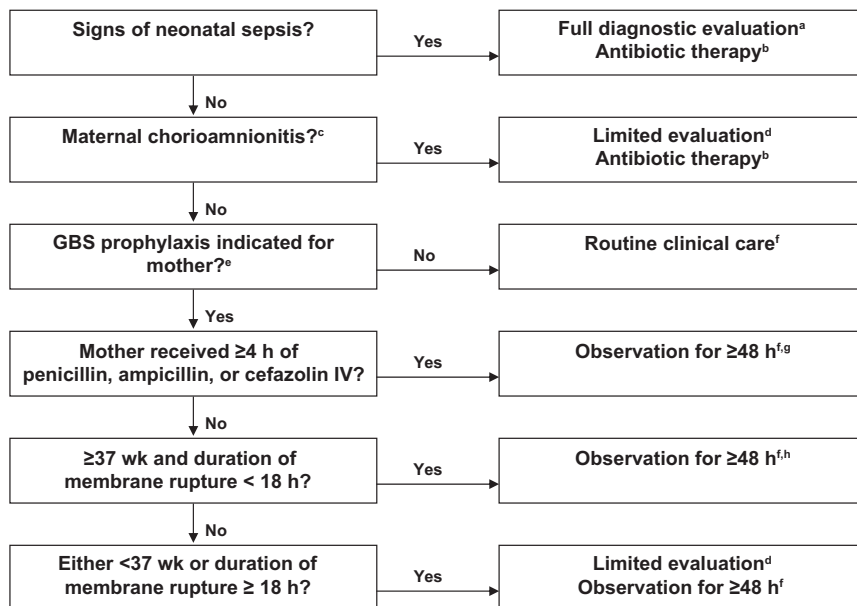 Signs of neonatal sepsis?
Yes
Full diagnostic evaluationᵃ
Antibiotic therapyᵇ
No
Maternal chorioamnionitis?ᶜ
Yes
Limited evaluationᵈ
Antibiotic therapyᵇ
No
GBS prophylaxis indicated for
mother?ᵉ
No
Routine clinical careᶠ
Yes
Mother received ≥4 h of
penicillin, ampicillin, or cefazolin IV?
Yes
Observation for ≥48 hᶠ,ᵍ
No
≥37 wk and duration of
membrane rupture < 18 h?
Yes
Observation for ≥48 hᶠ,ʰ
No
Either <37 wk or duration of
membrane rupture ≥ 18 h?
Yes
Limited evaluationᵈ
Observation for ≥48 hᶠ